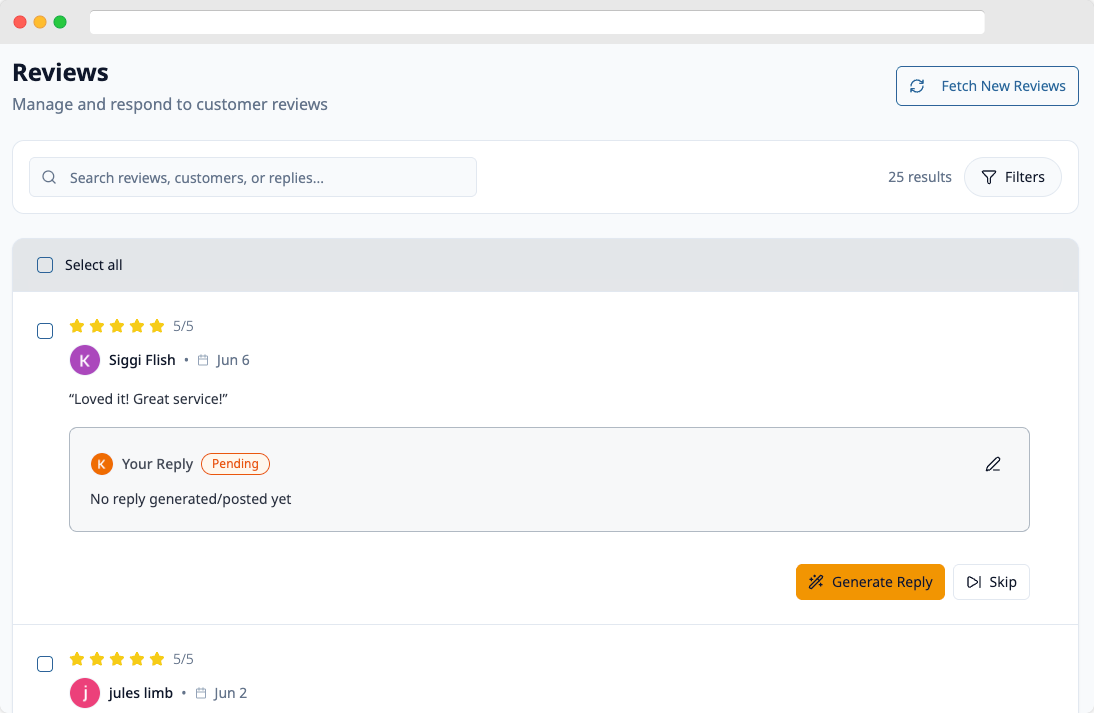 Reviews
Manage and respond to customer reviews
Fetch New Reviews
Search reviews, customers, or replies...
25 results
Filters
Select all
5/5
K
Siggi Flish • Jun 6
“Loved it! Great service!”
K
Your Reply
Pending
No reply generated/posted yet
Generate Reply
Skip
5/5
j
jules limb • Jun 2